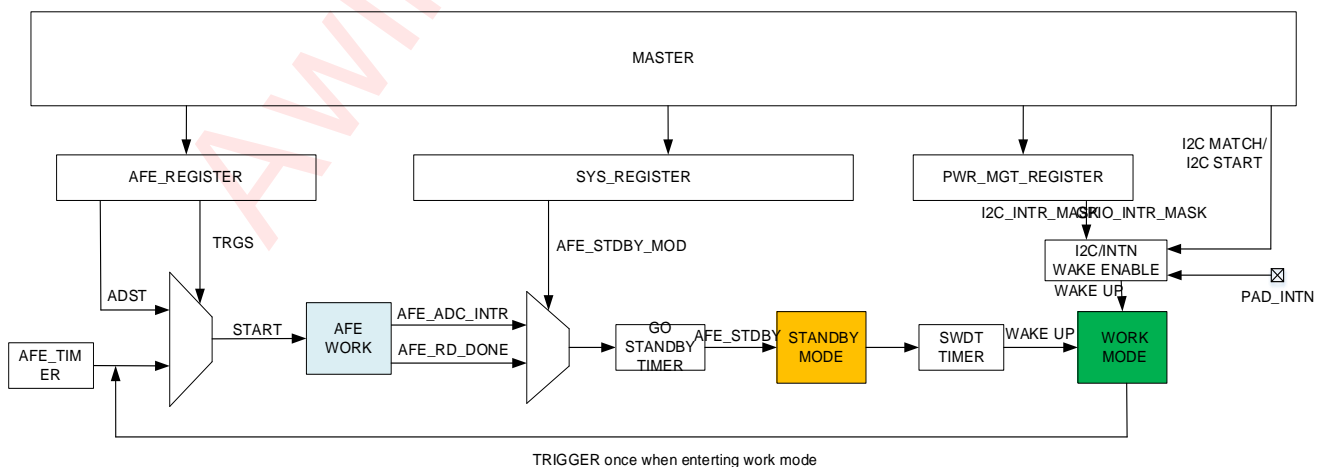 MASTER
I2C MATCH/
I2C START
AFE_REGISTER
SYS_REGISTER
PWR_MGT_REGISTER
I2C_INTR_MASK
GPIO_INTR_MASK
TRGS
AFE_STDBY_MOD
I2C/INTN
WAKE ENABLE
WAKE UP
PAD_INTN
ADST
START
AFE
WORK
AFE_ADC_INTR
AFE_RD_DONE
GO
STANDBY
TIMER
AFE_STDBY
STANDBY
MODE
SWDT
TIMER
WAKE UP
WORK
MODE
AFE_TIM
ER
TRIGGER once when enterting work mode